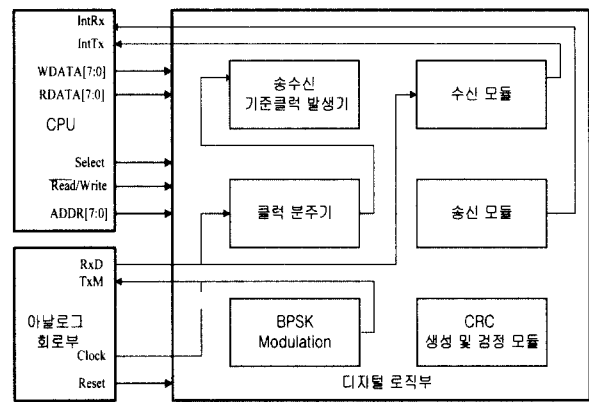 IntRx
IntTx
WDATA[7:0]
RDATA[7:0]
CPU
Select
Read/Write
ADDR[7:0]
RxD
TxM
아날로그
회로부
Clock
Reset
송수신
기준클럭 발생기
수신 모듈
클럭 분주기
송신 모듈
BPSK
Modulation
CRC
생성 및 검정 모듈
디지털 로직부